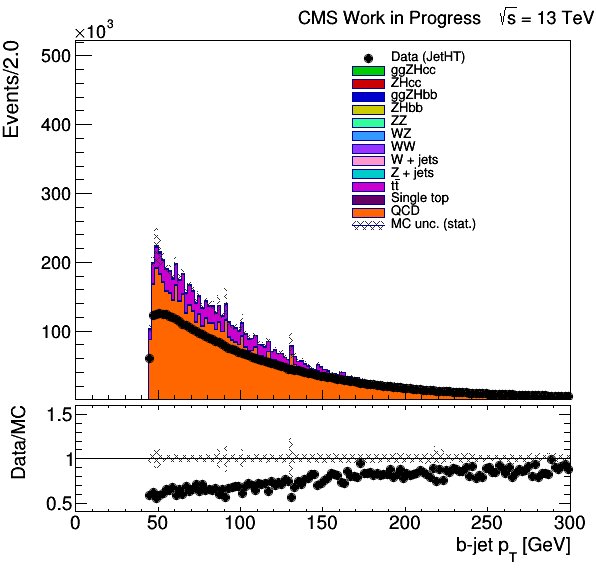 CMS Work in Progress √s = 13 TeV
×10³
Events/2.0
500
400
300
200
100
Data (JetHT)
ggZHcc
ZHcc
ggZHbb
ZHbb
ZZ
WZ
WW
W + jets
Z + jets
tt̄
Single top
QCD
MC unc. (stat.)
Data/MC
1.5
1
0.5
0 50 100 150 200 250 300
b-jet p_T [GeV]